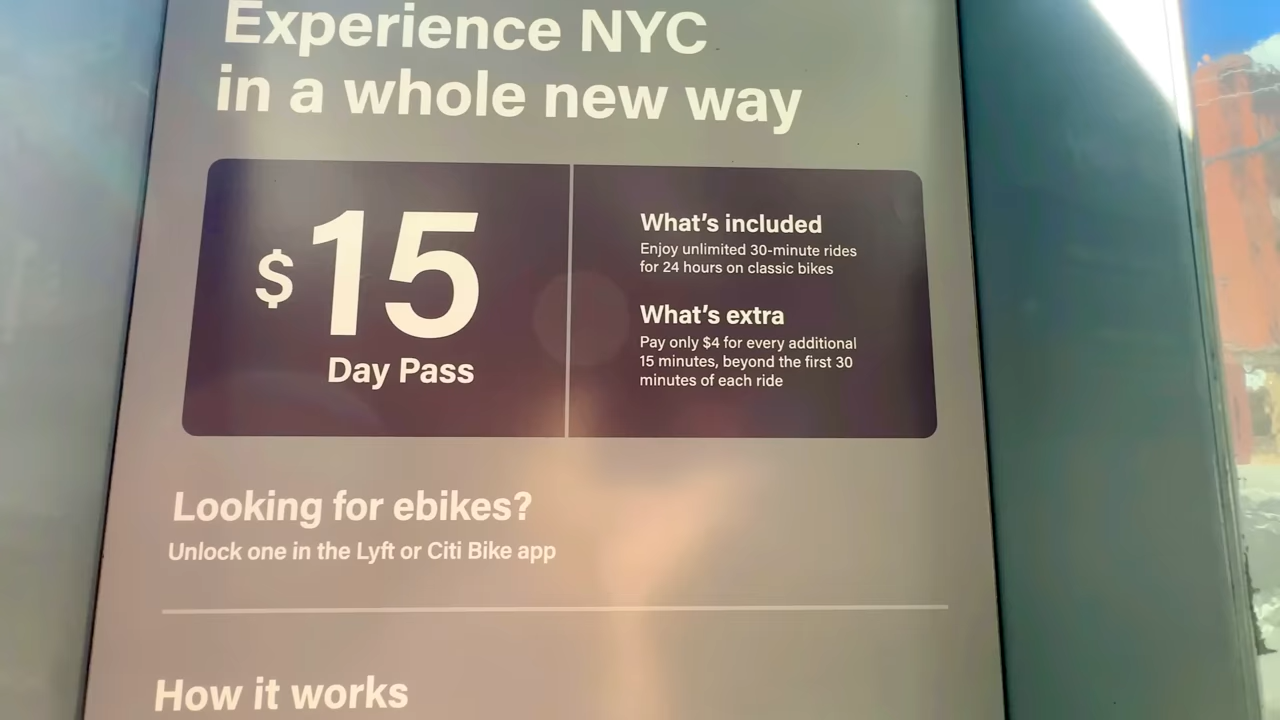 Experience NYC
in a whole new way
$15
Day Pass
What's included
Enjoy unlimited 30-minute rides
for 24 hours on classic bikes
What's extra
Pay only $4 for every additional
15 minutes, beyond the first 30
minutes of each ride
Looking for ebikes?
Unlock one in the Lyft or Citi Bike app
How it works